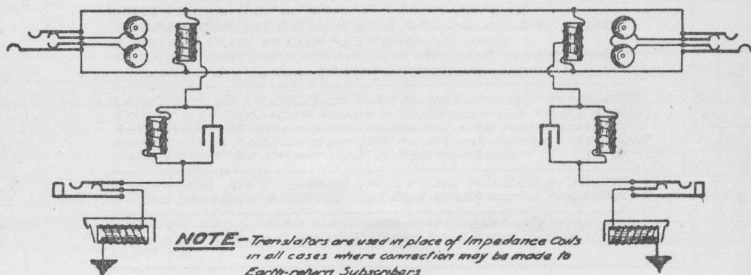 NOTE-Translators are used in place of Impedance Coils
in all cases where connection may be made to
Earth-return Subscribers